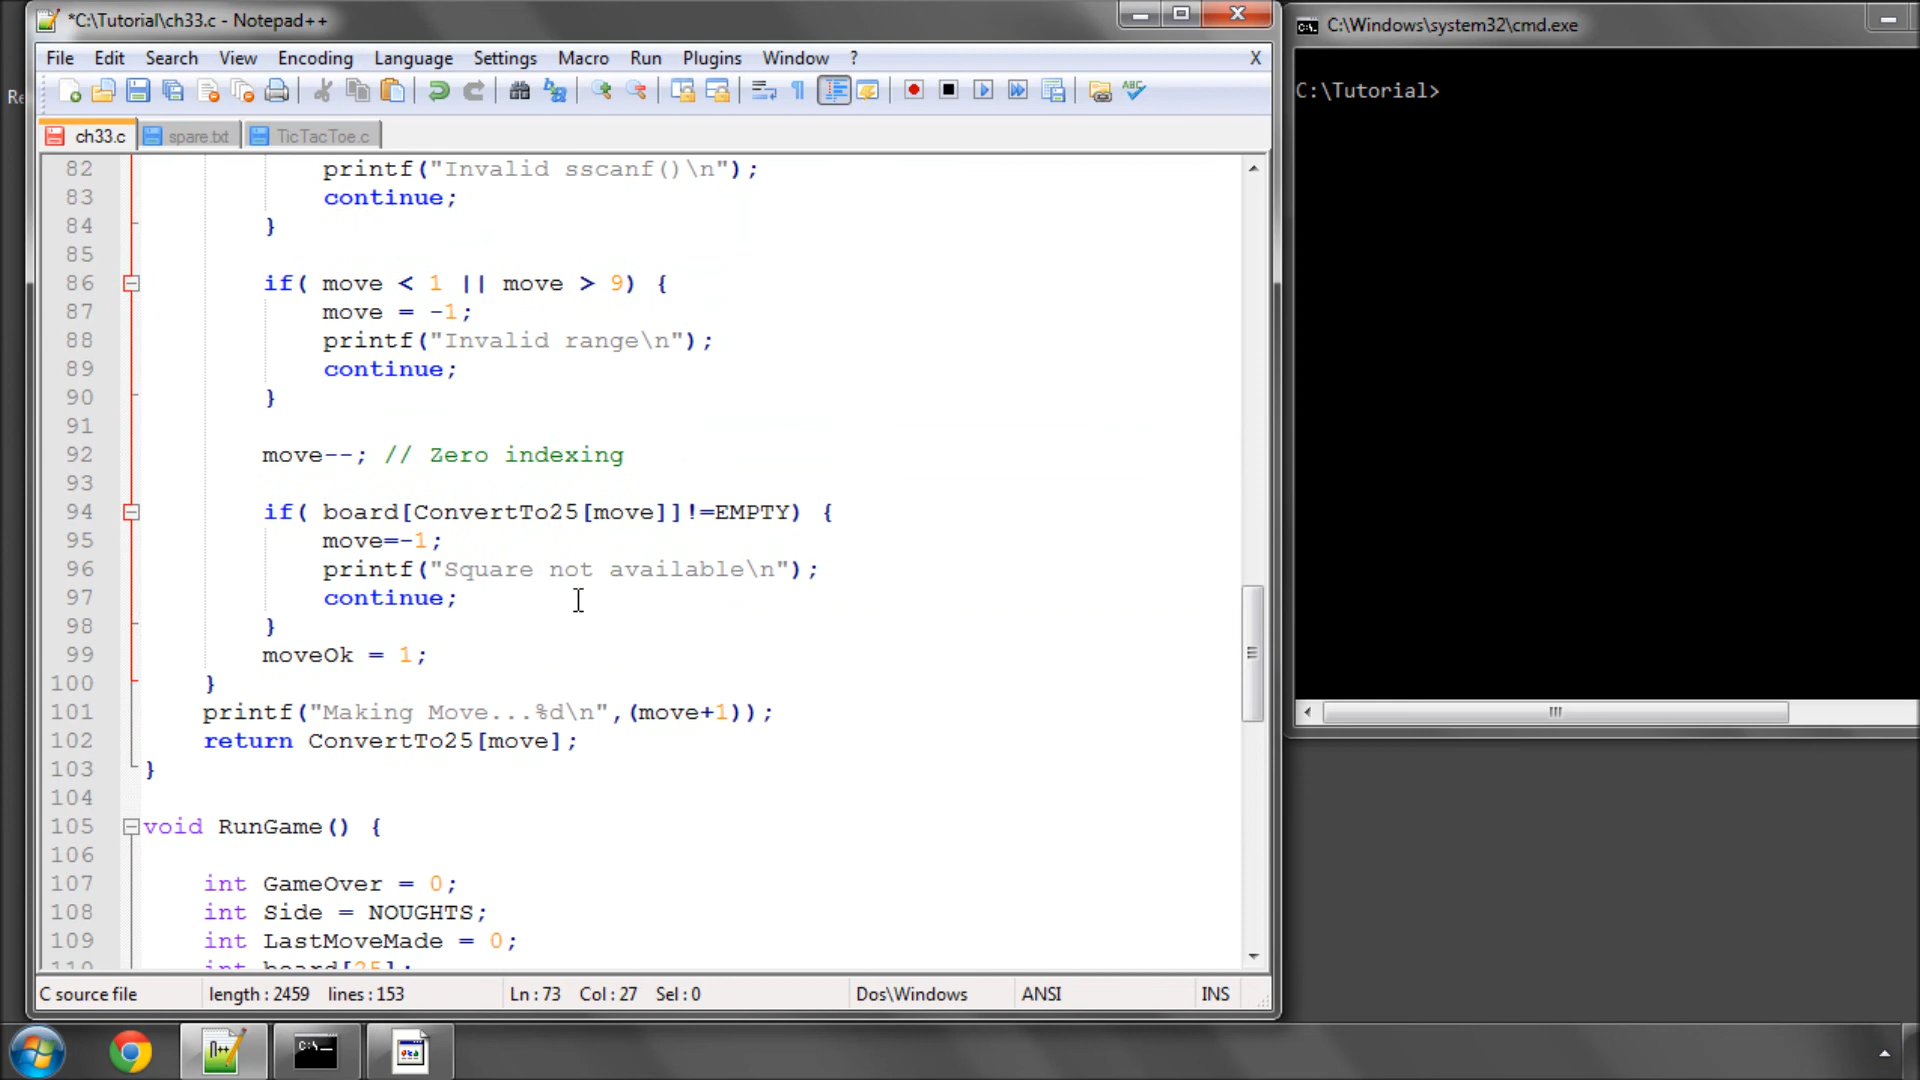 *C:\Tutorial\ch33.c - Notepad++
File Edit Search View Encoding Language Settings Macro Run Plugins Window ? X
ch33.c spare.txt TicTacToe.c
82 printf("Invalid sscanf()\n");
83 continue;
84 }
85
86 if( move < 1 || move > 9) {
87 move = -1;
88 printf("Invalid range\n");
89 continue;
90 }
91
92 move--; // Zero indexing
93
94 if( board[ConvertTo25[move]]!=EMPTY) {
95 move=-1;
96 printf("Square not available\n");
97 continue;
98 }
99 moveOk = 1;
100 }
101 printf("Making Move...%d\n",(move+1));
102 return ConvertTo25[move];
103 }
104
105 void RunGame() {
106
107 int GameOver = 0;
108 int Side = NOUGHTS;
109 int LastMoveMade = 0;
110 int board[25];
C source file length : 2459 lines : 153 Ln : 73 Col : 27 Sel : 0 Dos\Windows ANSI INS
C:\Windows\system32\cmd.exe
C:\Tutorial>
Re